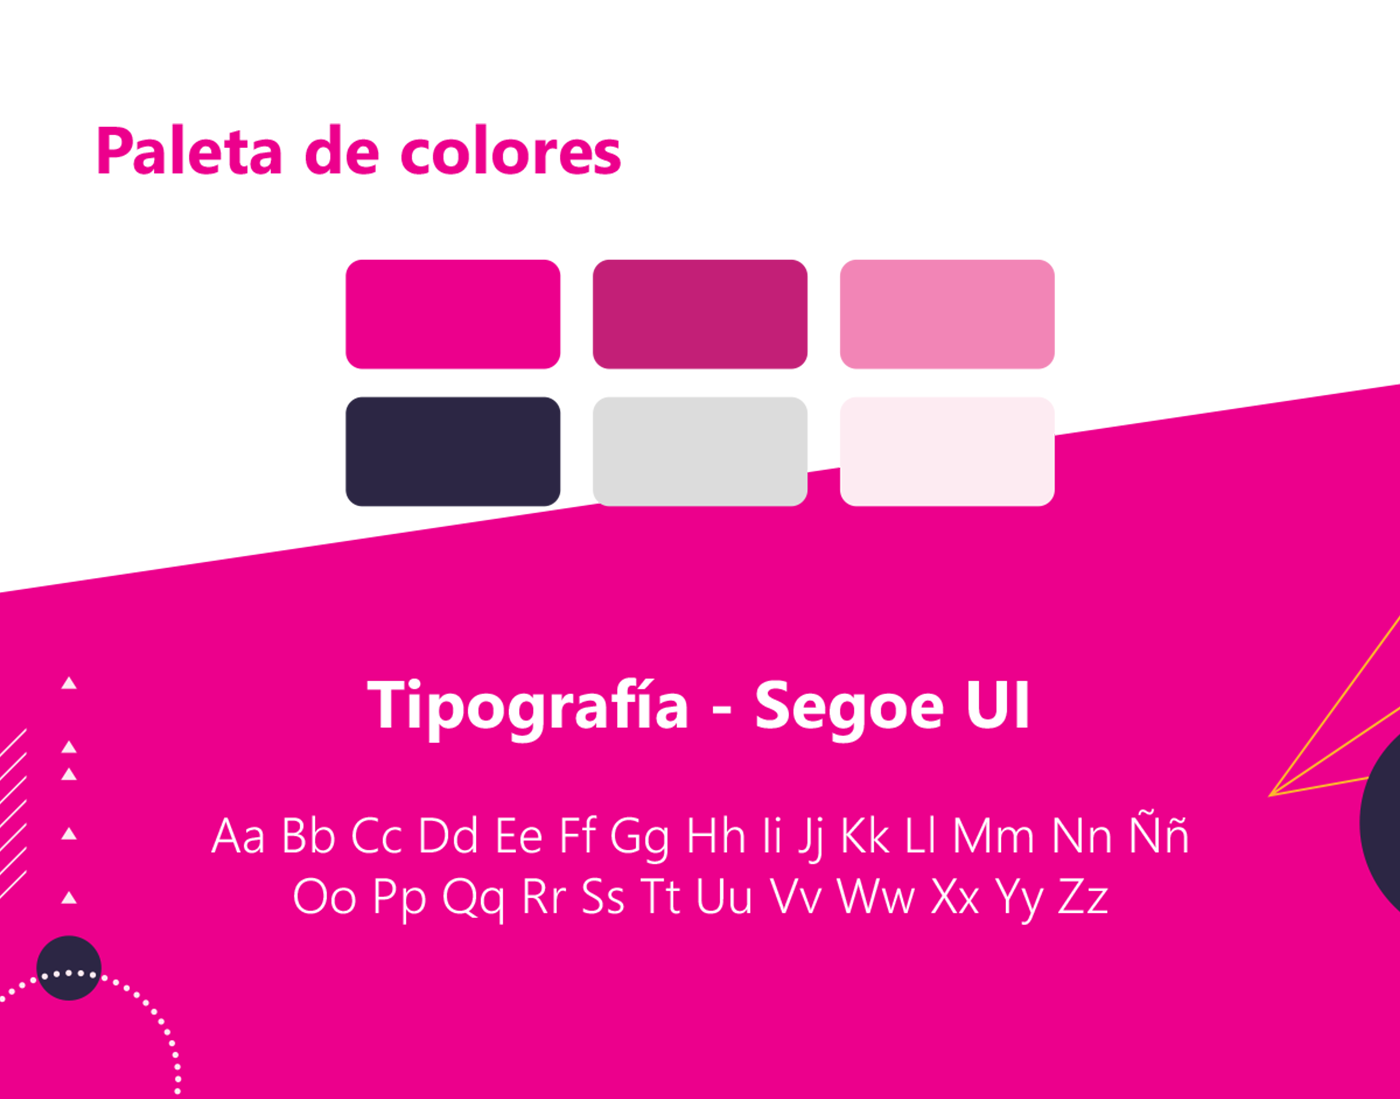 Paleta de colores
Tipografía - Segoe UI
Aa Bb Cc Dd Ee Ff Gg Hh Ii Jj Kk Ll Mm Nn Ññ
Oo Pp Qq Rr Ss Tt Uu Vv Ww Xx Yy Zz